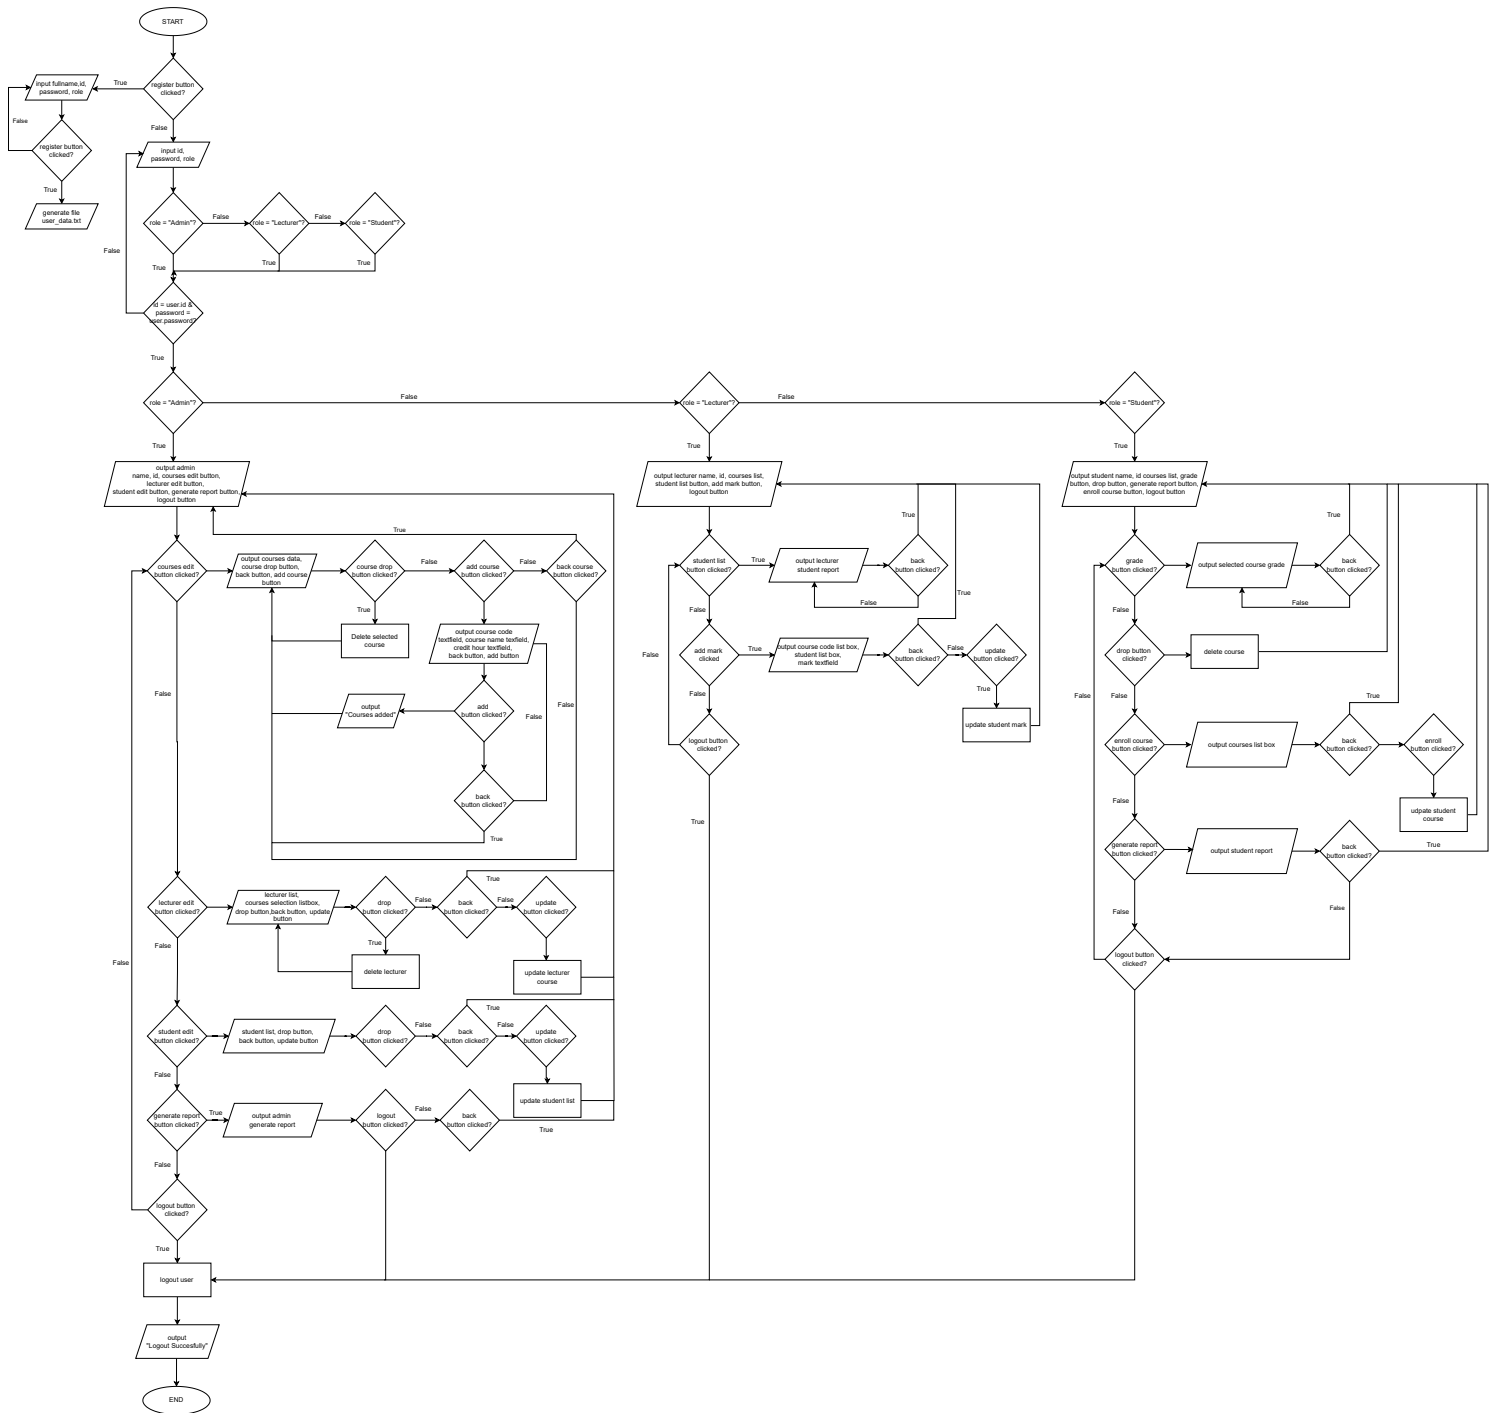 START
register button
clicked?
True
input fullname,id,
password, role
False
register button
clicked?
True
generate file
user_data.txt
False
input id,
password, role
role = "Admin"?
False
role = "Lecturer"?
False
role = "Student"?
True
True
True
False
id = user.id &
password =
user.password?
True
role = "Admin"?
False
role = "Lecturer"?
False
role = "Student"?
True
True
True
output admin
name, id, courses edit button,
lecturer edit button,
student edit button, generate report button,
logout button
True
courses edit
button clicked?
output courses data,
course drop button,
back button, add course
button
course drop
button clicked?
False
add course
button clicked?
False
back course
button clicked?
True
Delete selected
course
output course code
textfield, course name texfield,
credit hour textfield,
back button, add button
False
output
"Courses added"
add
button clicked?
False
False
back
button clicked?
True
lecturer edit
button clicked?
lecturer list,
courses selection listbox,
drop button,back button, update
button
drop
button clicked?
False
back
button clicked?
True
False
update
button clicked?
False
True
delete lecturer
update lecturer
course
False
student edit
button clicked?
student list, drop button,
back button, update button
drop
button clicked?
False
back
button clicked?
True
False
update
button clicked?
False
update student list
generate report
button clicked?
True
output admin
generate report
logout
button clicked?
False
back
button clicked?
True
False
logout button
clicked?
True
logout user
output
"Logout Succesfully"
END
output lecturer name, id, courses list,
student list button, add mark button,
logout button
student list
button clicked?
True
output lecturer
student report
back
button clicked?
True
False
True
False
False
add mark
clicked
True
output course code list box,
student list box,
mark textfield
back
button clicked?
False
update
button clicked?
True
update student mark
False
logout button
clicked?
True
output student name, id courses list, grade
button, drop button, generate report button,
enroll course button, logout button
grade
button clicked?
output selected course grade
back
button clicked?
True
False
False
drop button
clicked?
delete course
False
False
True
enroll course
button clicked?
output courses list box
back
button clicked?
enroll
button clicked?
udpate student
course
False
generate report
button clicked?
output student report
back
button clicked?
True
False
False
logout button
clicked?